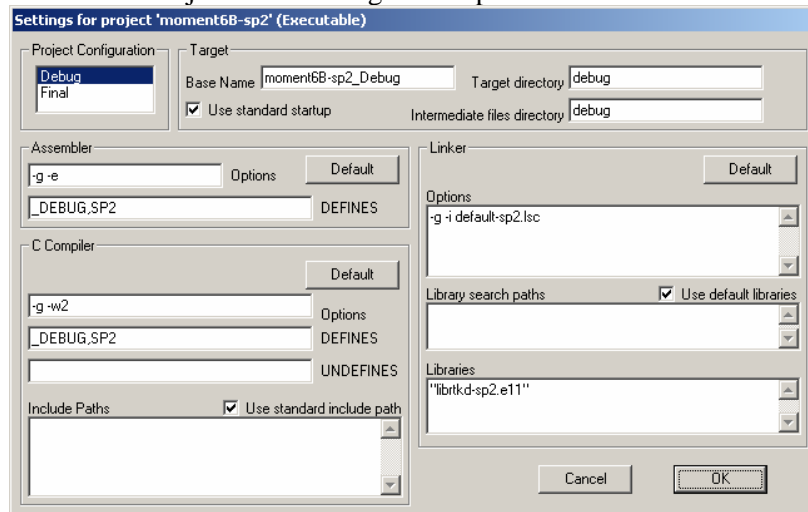 Settings for project 'moment6B-sp2' (Executable)
Project Configuration
Debug
Final
Target
Base Name moment6B-sp2_Debug
Target directory debug
Use standard startup
Intermediate files directory debug
Assembler
-g -e Options Default
_DEBUG,SP2 DEFINES
C Compiler
Default
-g -w2 Options
_DEBUG,SP2 DEFINES
UNDEFINES
Include Paths Use standard include path
Linker
Default
Options
-g -i default-sp2.lsc
Library search paths Use default libraries
Libraries
"librtkd-sp2.e11"
Cancel OK